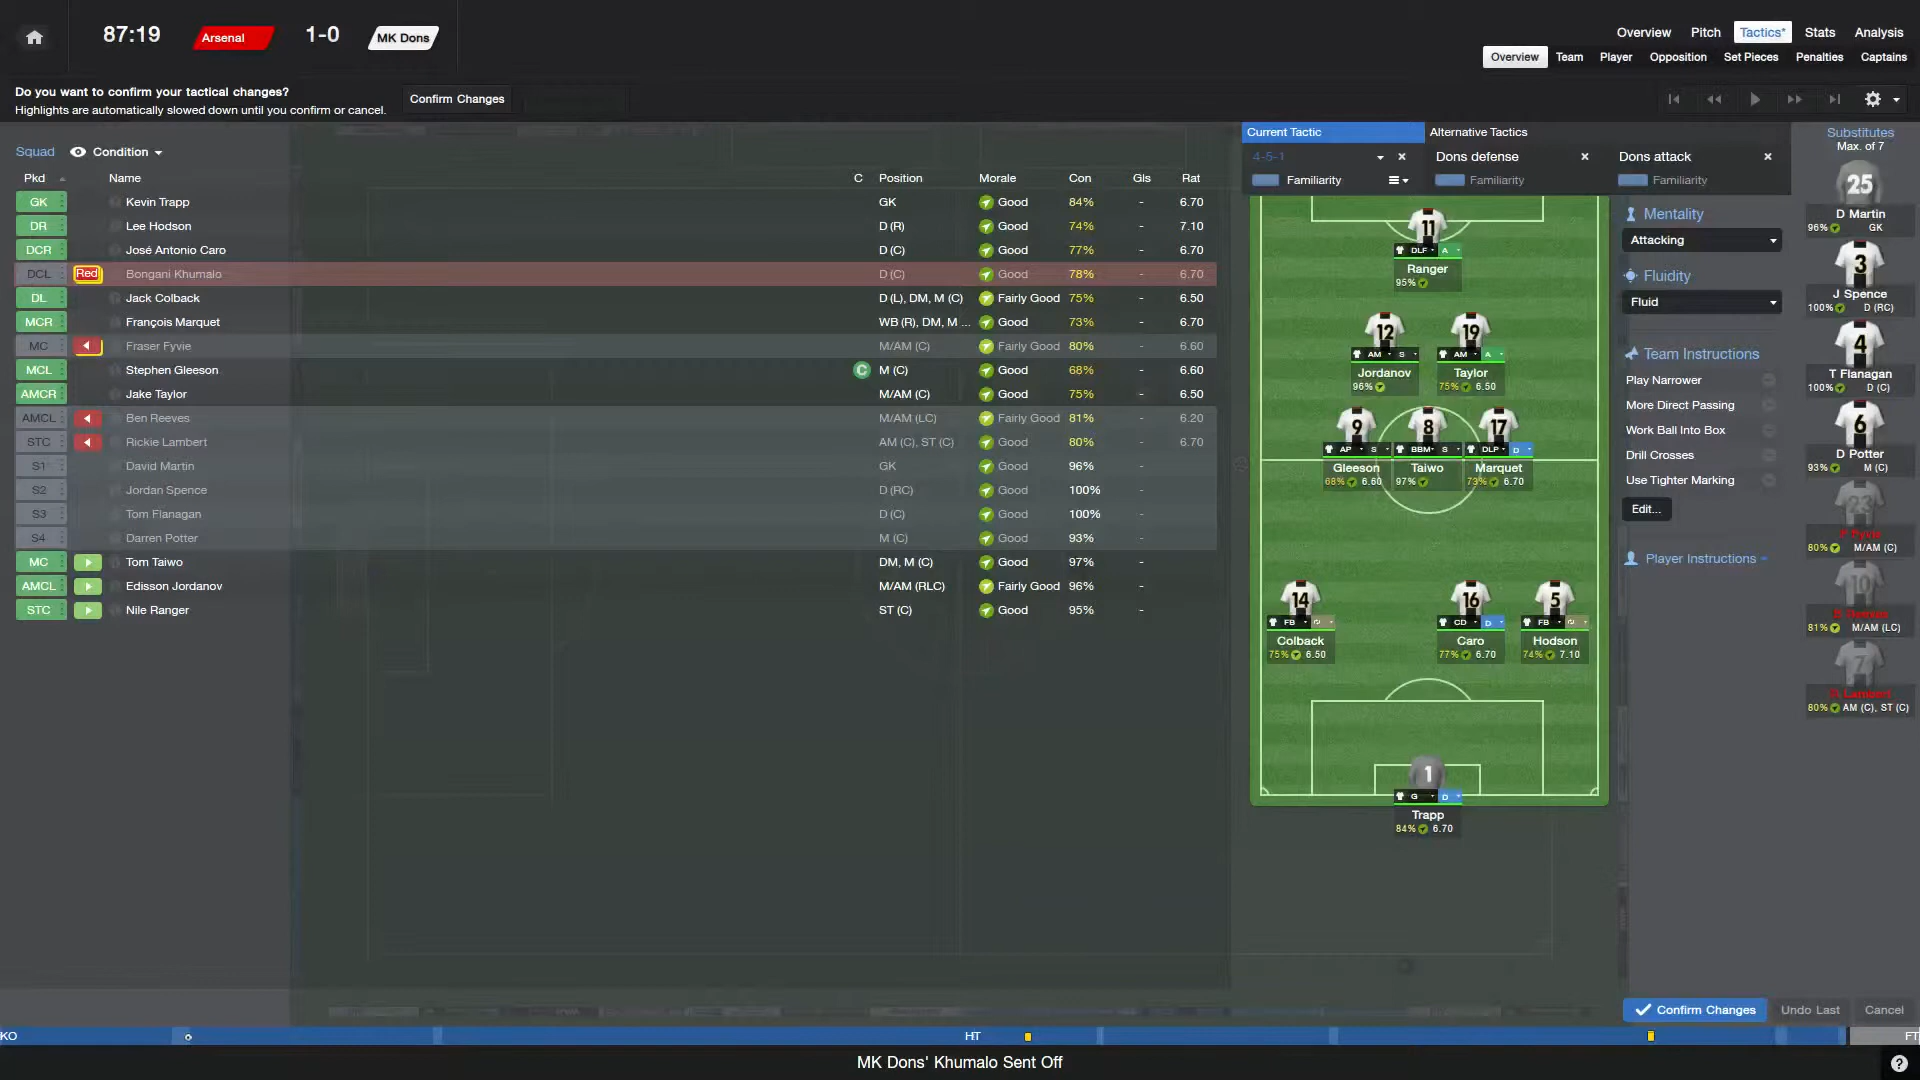 87:19 Arsenal 1-0 MK Dons
Overview Pitch Tactics* Stats Analysis
Overview Team Player Opposition Set Pieces Penalties Captains
Do you want to confirm your tactical changes?
Highlights are automatically slowed down until you confirm or cancel.
Confirm Changes
Squad Condition
Pkd Name C Position Morale Con Gls Rat
GK Kevin Trapp GK Good 84% - 6.70
DR Lee Hodson D (R) Good 74% - 7.10
DCR José Antonio Caro D (C) Good 77% - 6.70
DCL Red Bongani Khumalo D (C) Good 78% - 6.70
DL Jack Colback D (L), DM, M (C) Fairly Good 75% - 6.50
MCR François Marquet WB (R), DM, M ... Good 73% - 6.70
MC Fraser Fyvie M/AM (C) Fairly Good 80% - 6.60
MCL Stephen Gleeson C M (C) Good 68% - 6.60
AMCR Jake Taylor M/AM (C) Good 75% - 6.50
AMCL Ben Reeves M/AM (LC) Fairly Good 81% - 6.20
STC Rickie Lambert AM (C), ST (C) Good 80% - 6.70
S1 David Martin GK Good 96% -
S2 Jordan Spence D (RC) Good 100% -
S3 Tom Flanagan D (C) Good 100% -
S4 Darren Potter M (C) Good 93% -
MC Tom Taiwo DM, M (C) Good 97% -
AMCL Edisson Jordanov M/AM (RLC) Fairly Good 96% -
STC Nile Ranger ST (C) Good 95% -
Current Tactic Alternative Tactics
4-5-1 Dons defense Dons attack
Familiarity Familiarity Familiarity
11
DLF A
Ranger
95%
12 19
AM S AM A
Jordanov Taylor
96% 75% 6.50
9 8 17
AP S BBM S DLP D
Gleeson Taiwo Marquet
68% 6.60 97% 73% 6.70
14 16 5
FB CD D FB
Colback Caro Hodson
75% 6.50 77% 6.70 74% 7.10
1
G D
Trapp
84% 6.70
Mentality
Attacking
Fluidity
Fluid
Team Instructions
Play Narrower
More Direct Passing
Work Ball Into Box
Drill Crosses
Use Tighter Marking
Edit...
Player Instructions
Substitutes
Max. of 7
25
D Martin
96% GK
3
J Spence
100% D (RC)
4
T Flanagan
100% D (C)
6
D Potter
93% M (C)
23
F Fyvie
80% M/AM (C)
10
81% M/AM (LC)
7
R Lambert
80% AM (C), ST (C)
Confirm Changes Undo Last Cancel
KO HT FT
MK Dons' Khumalo Sent Off